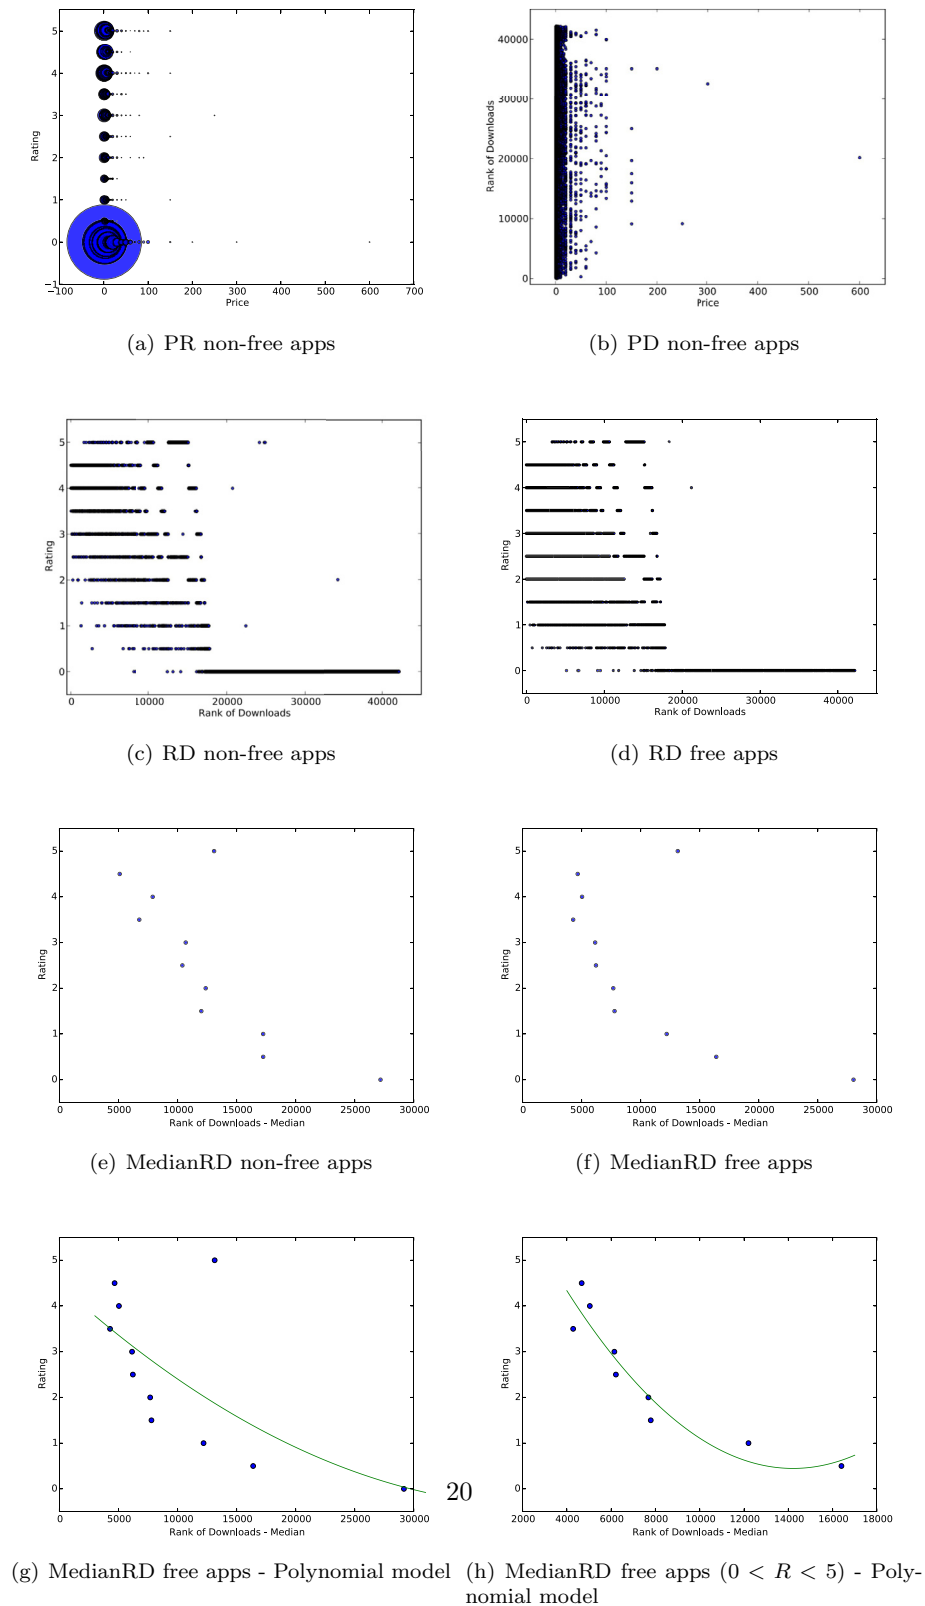 5
4
3
2
1
0
−1
Rating
−100 0 100 200 300 400 500 600 700
Price
(a) PR non-free apps
40000
30000
20000
10000
0
Rank of Downloads
0 100 200 300 400 500 600
Price
(b) PD non-free apps
5
4
3
2
1
0
Rating
0 10000 20000 30000 40000
Rank of Downloads
(c) RD non-free apps
5
4
3
2
1
0
Rating
0 10000 20000 30000 40000
Rank of Downloads
(d) RD free apps
5
4
3
2
1
0
Rating
0 5000 10000 15000 20000 25000 30000
Rank of Downloads - Median
(e) MedianRD non-free apps
5
4
3
2
1
0
Rating
0 5000 10000 15000 20000 25000 30000
Rank of Downloads - Median
(f) MedianRD free apps
5
4
3
2
1
0
Rating
0 5000 10000 15000 20000 25000 30000
Rank of Downloads - Median
(g) MedianRD free apps - Polynomial model
5
4
3
2
1
0
Rating
2000 4000 6000 8000 10000 12000 14000 16000 18000
Rank of Downloads - Median
(h) MedianRD free apps (0 < R < 5) - Poly-
nomial model
20